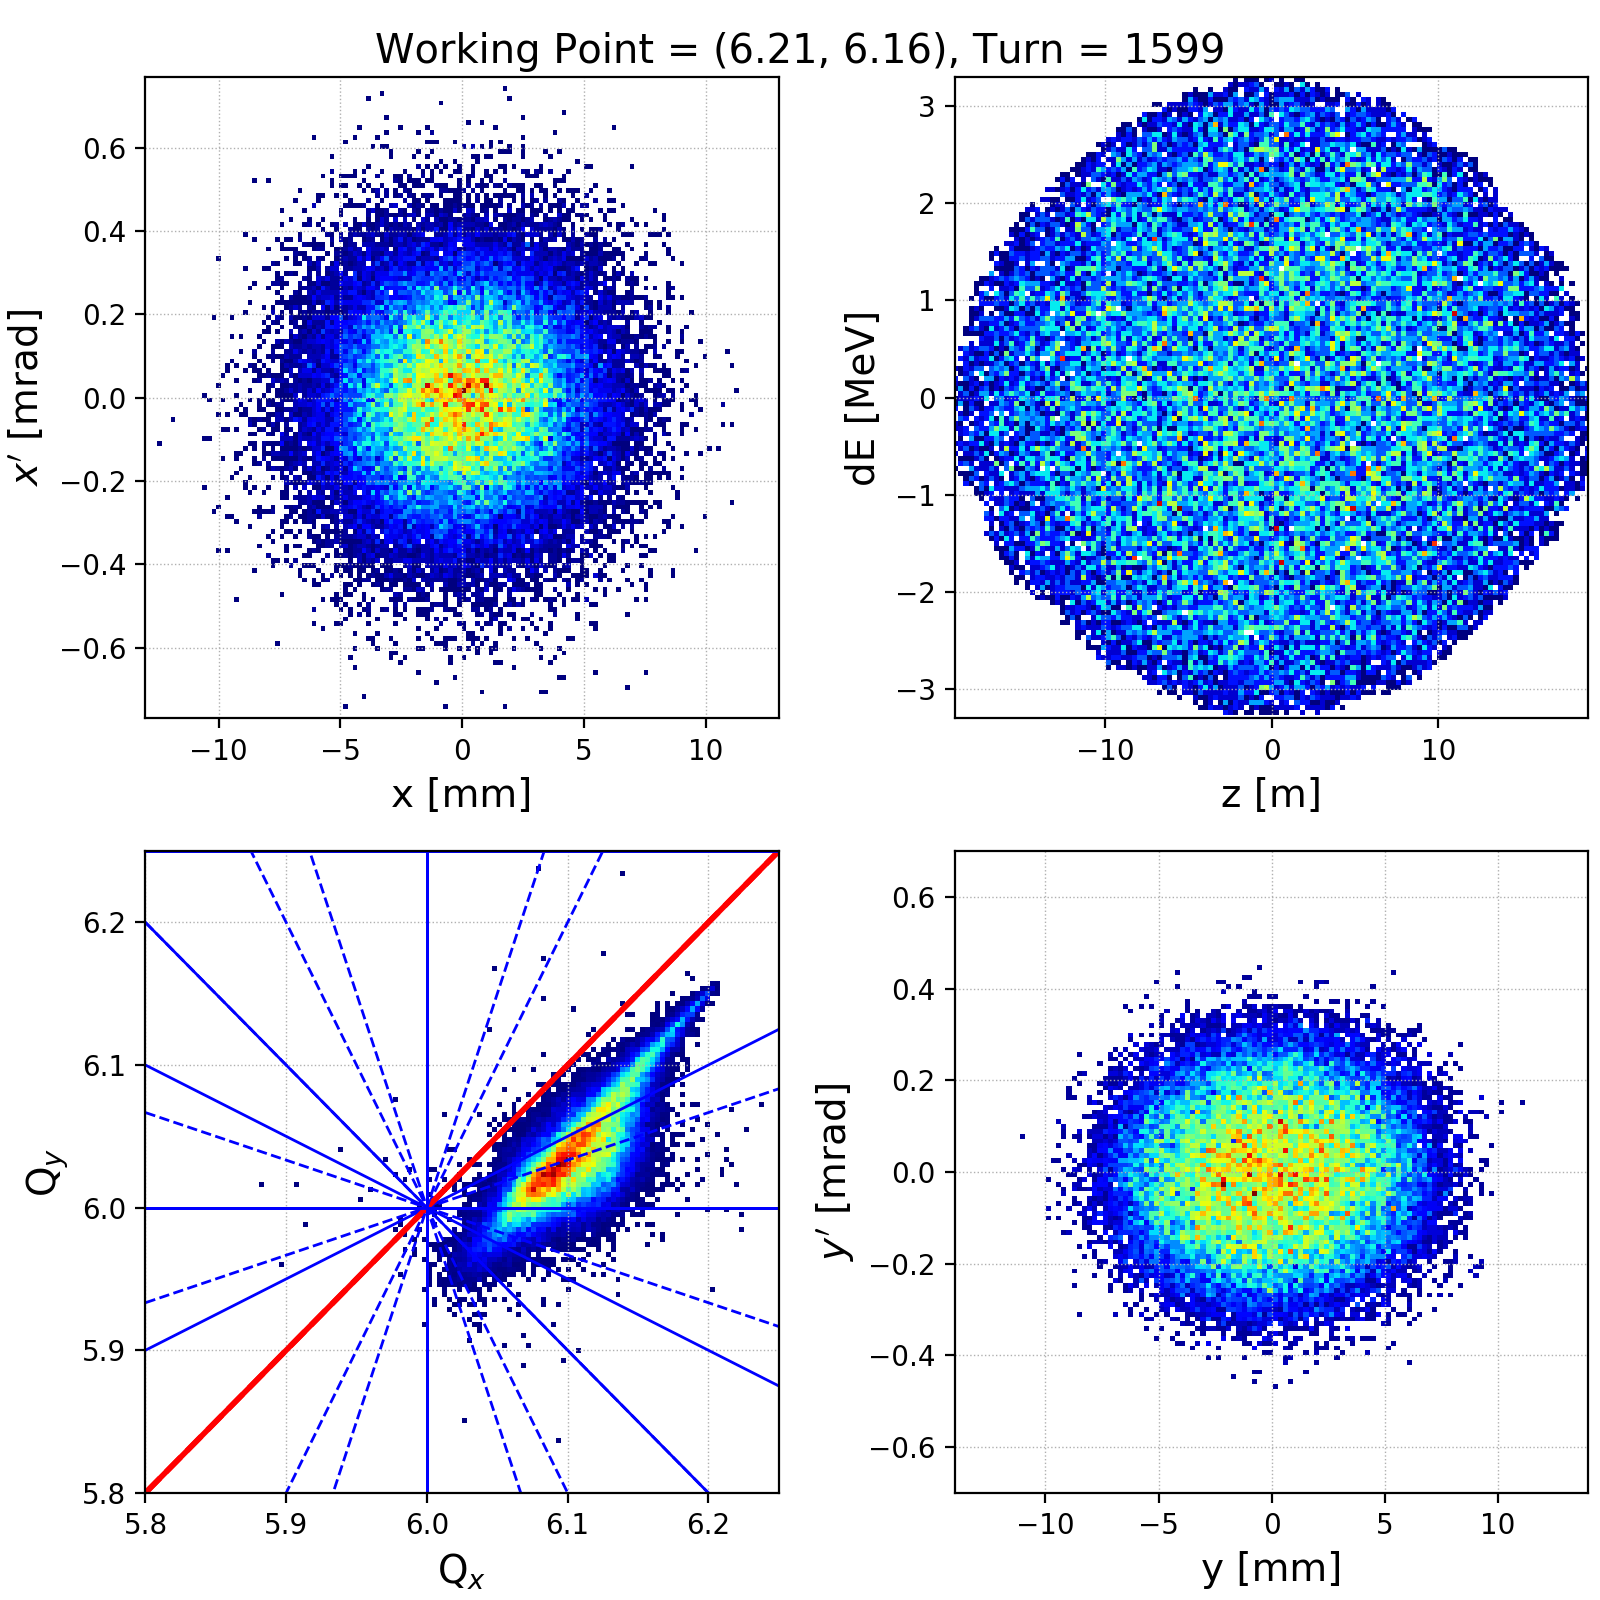 Working Point = (6.21, 6.16), Turn = 1599
0.6
0.4
0.2
0.0
−0.2
−0.4
−0.6
x′ [mrad]
−10 −5 0 5 10
x [mm]
3
2
1
0
−1
−2
−3
dE [MeV]
−10 0 10
z [m]
6.2
6.1
6.0
5.9
5.8
Qy
5.8 5.9 6.0 6.1 6.2
Qx
0.6
0.4
0.2
0.0
−0.2
−0.4
−0.6
y′ [mrad]
−10 −5 0 5 10
y [mm]